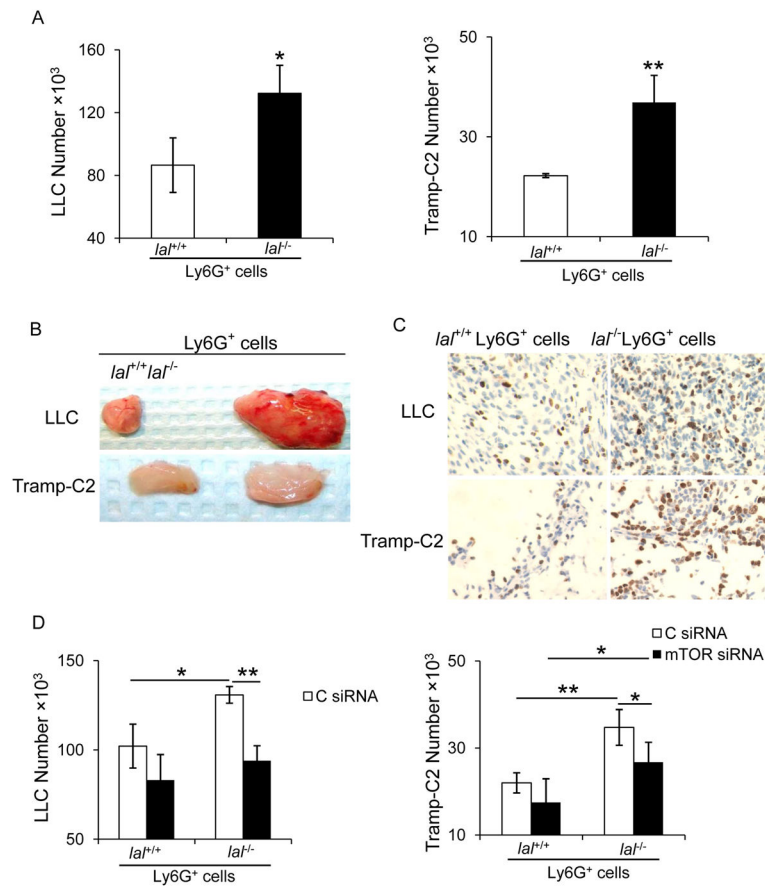 A
160
120
80
40
LLC Number ×10³
*
lal⁺/⁺
lal⁻/⁻
Ly6G⁺ cells
50
30
10
Tramp-C2 Number ×10³
**
lal⁺/⁺
lal⁻/⁻
Ly6G⁺ cells
B
Ly6G⁺ cells
lal⁺/⁺lal⁻/⁻
LLC
Tramp-C2
C
lal⁺/⁺ Ly6G⁺ cells
lal⁻/⁻Ly6G⁺ cells
LLC
Tramp-C2
D
150
100
50
LLC Number ×10³
*
**
C siRNA
lal⁺/⁺
lal⁻/⁻
Ly6G⁺ cells
C siRNA
mTOR siRNA
50
30
10
Tramp-C2 Number ×10³
*
**
*
lal⁺/⁺
lal⁻/⁻
Ly6G⁺ cells